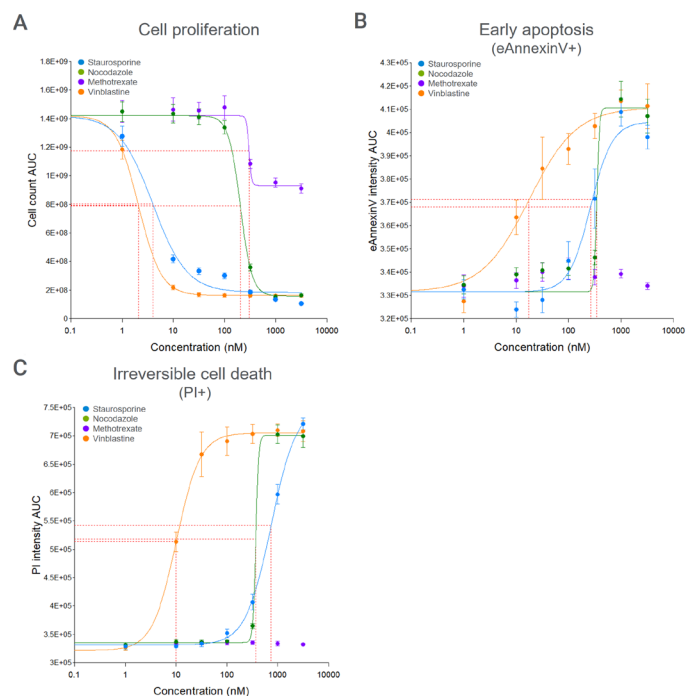 A
Cell proliferation
Staurosporine
Nocodazole
Methotrexate
Vinblastine
Cell count AUC
1.8E+09
1.6E+09
1.4E+09
1.2E+09
1E+09
8E+08
6E+08
4E+08
2E+08
0
0.1
1
10
100
1000
10000
Concentration (nM)
B
Early apoptosis
(eAnnexinV+)
Staurosporine
Nocodazole
Methotrexate
Vinblastine
eAnnexinV intensity AUC
4.3E+05
4.2E+05
4.1E+05
4E+05
3.9E+05
3.8E+05
3.7E+05
3.6E+05
3.5E+05
3.4E+05
3.3E+05
3.2E+05
0.1
1
10
100
1000
10000
Concentration (nM)
C
Irreversible cell death
(PI+)
Staurosporine
Nocodazole
Methotrexate
Vinblastine
PI intensity AUC
7.5E+05
7E+05
6.5E+05
6E+05
5.5E+05
5E+05
4.5E+05
4E+05
3.5E+05
3E+05
0.1
1
10
100
1000
10000
Concentration (nM)